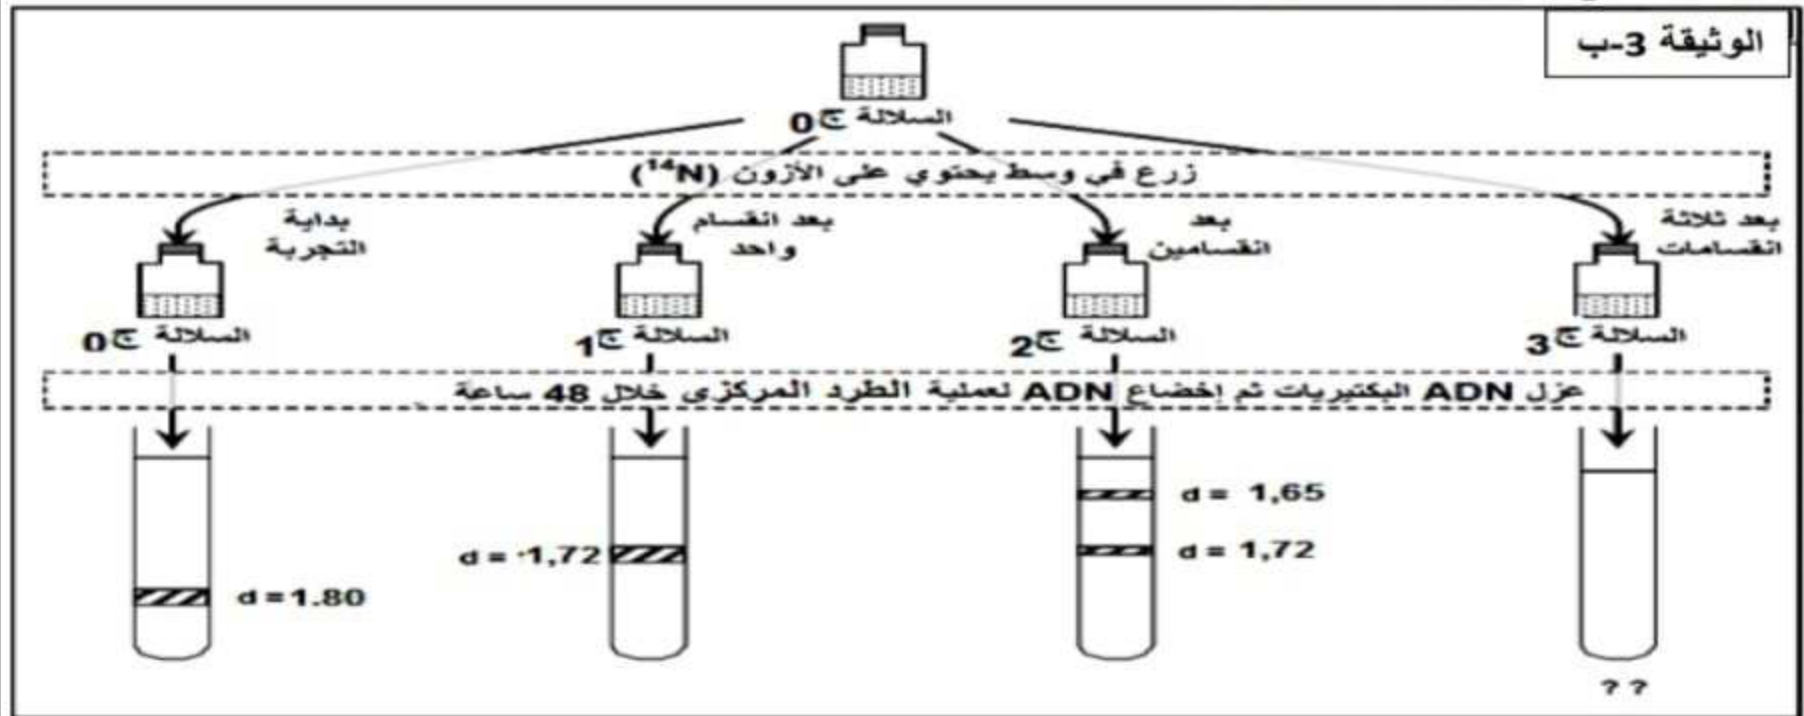 الوثيقة 3-ب
السلالة ج0
زرع في وسط يحتوي على الأزون (¹⁴N)
بداية
التجربة
بعد انقسام
واحد
بعد
انقسامين
بعد ثلاثة
انقسامات
السلالة ج0
السلالة ج1
السلالة ج2
السلالة ج3
عزل ADN البكتيريات ثم إخضاع ADN لعملية الطرد المركزي خلال 48 ساعة
d = 1.80
d = 1,72
d = 1,65
d = 1,72
? ?